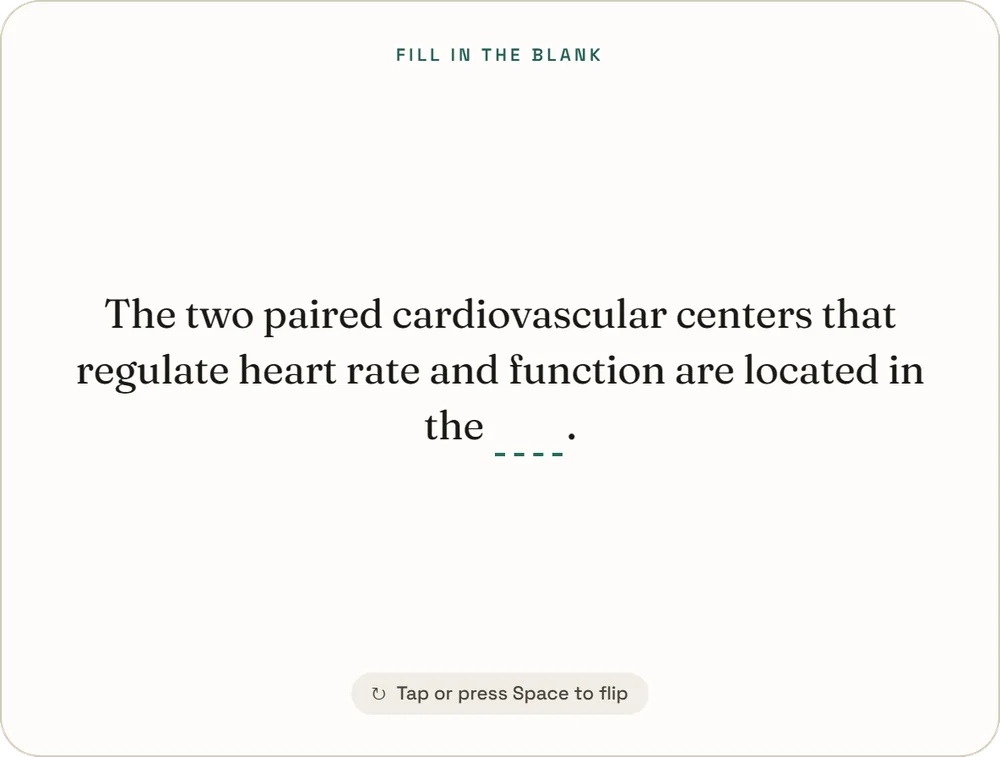 FILL IN THE BLANK
The two paired cardiovascular centers that
regulate heart rate and function are located in
the ____.
↻ Tap or press Space to flip